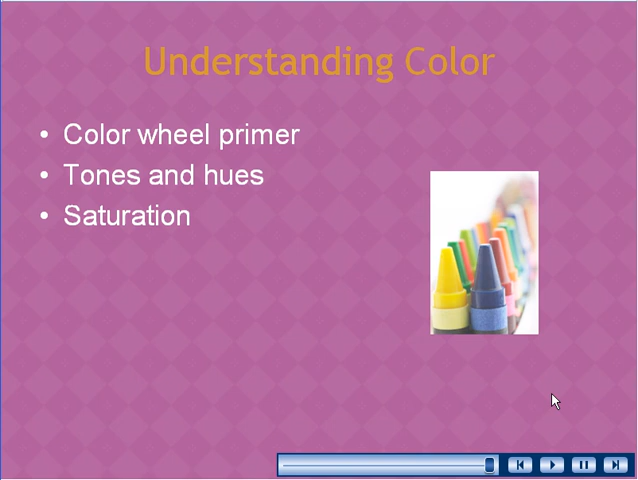 Understanding Color
• Color wheel primer
• Tones and hues
• Saturation